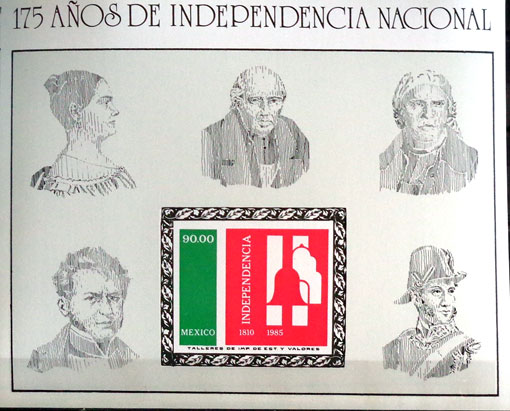 175 AÑOS DE INDEPENDENCIA NACIONAL
90.00
INDEPENDENCIA
MEXICO
1810 1985
TALLERES DE IMP. DE EST. Y VALORES